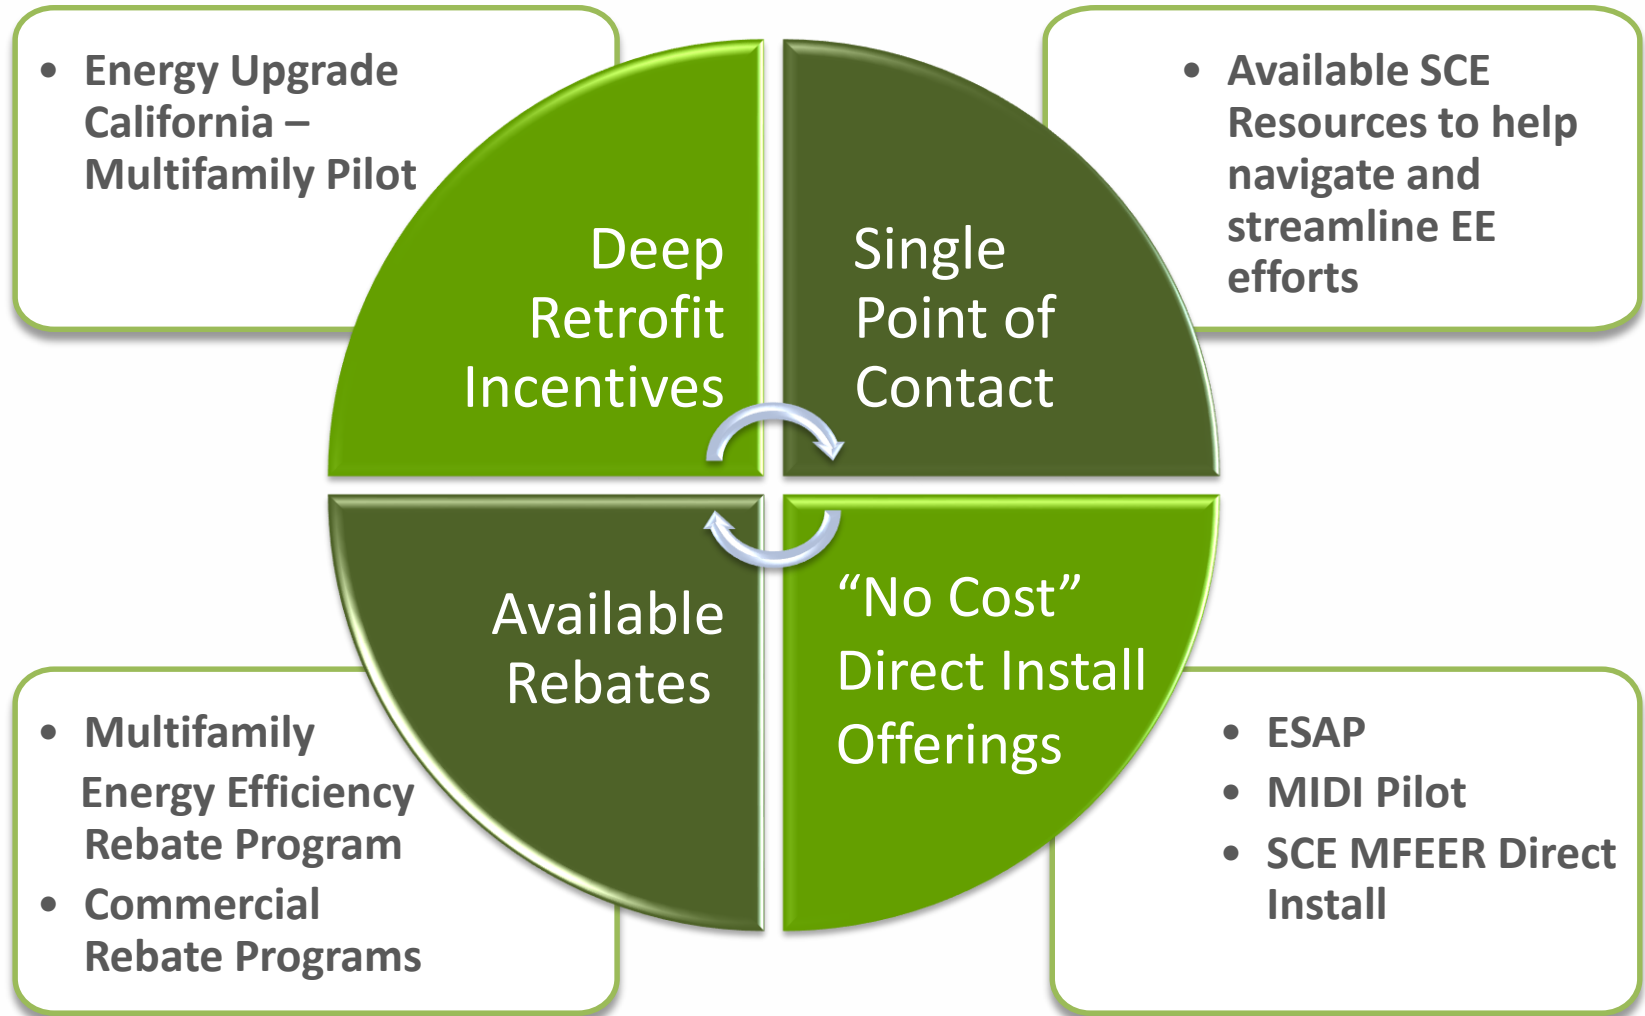 • Energy Upgrade
California –
Multifamily Pilot
Deep
Retrofit
Incentives
Single
Point of
Contact
• Available SCE
Resources to help
navigate and
streamline EE
efforts
• Multifamily
Energy Efficiency
Rebate Program
• Commercial
Rebate Programs
Available
Rebates
“No Cost”
Direct Install
Offerings
• ESAP
• MIDI Pilot
• SCE MFEER Direct
Install